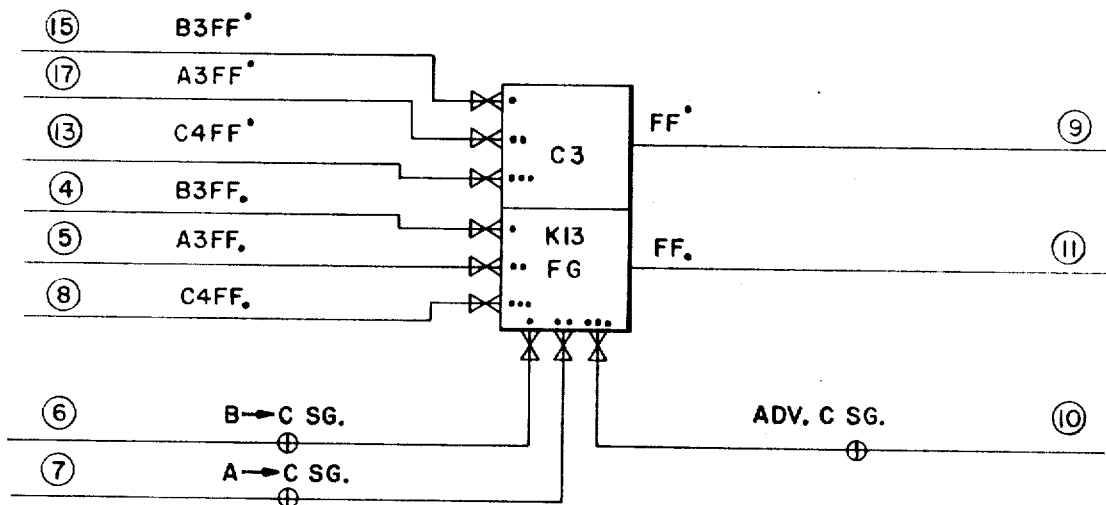 15 B3FF•
17 A3FF•
13 C4FF•
4 B3FF.
5 A3FF.
8 C4FF.
C3
K13
FG
FF• 9
FF. 11
6 B→C SG.
7 A→C SG.
ADV. C SG. 10